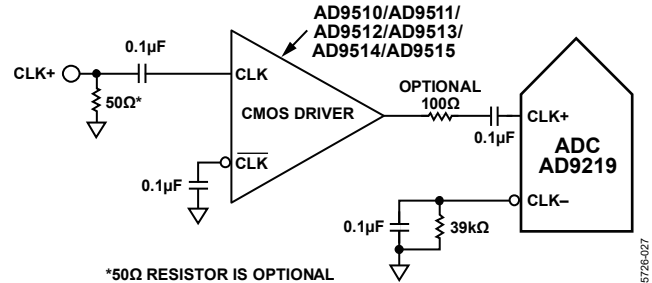 AD9510/AD9511/
AD9512/AD9513/
AD9514/AD9515
0.1µF
CLK+
CLK
50Ω*
CMOS DRIVER
OPTIONAL
100Ω
0.1µF
CLK+
ADC
AD9219
CLK
0.1µF
CLK–
0.1µF
39kΩ
*50Ω RESISTOR IS OPTIONAL
5726-027